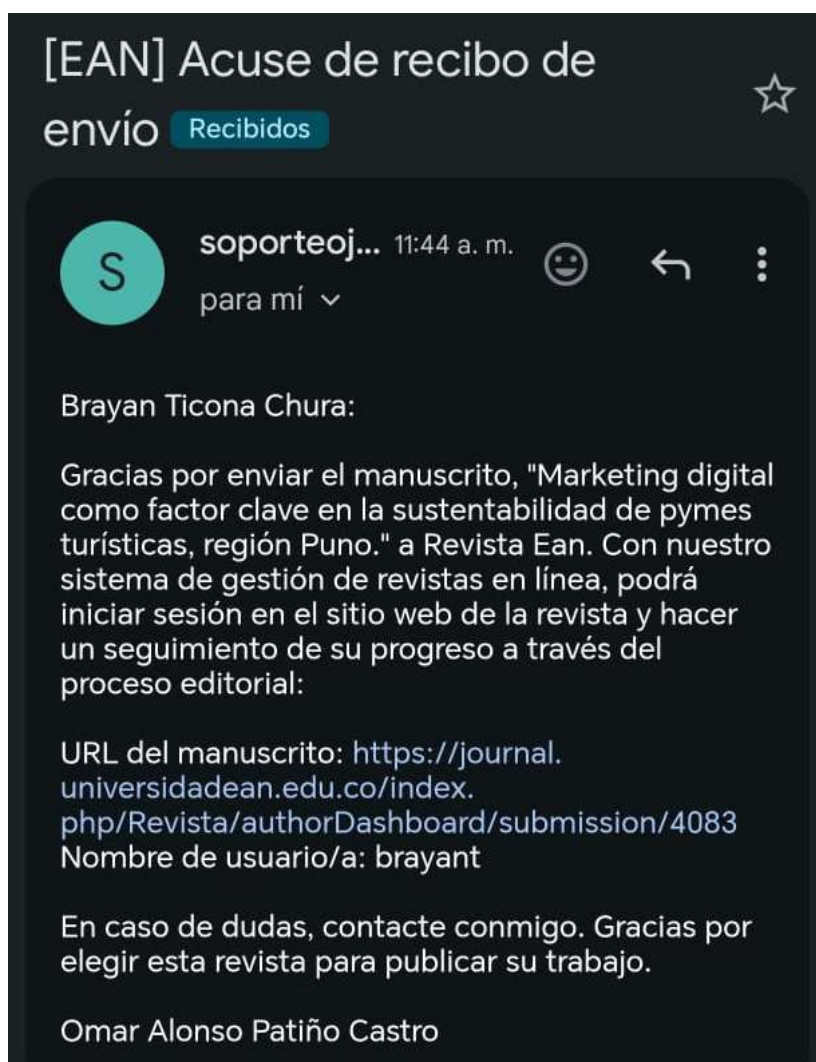 [EAN] Acuse de recibo de
envío Recibidos
S
soporteoj... 11:44 a. m.
para mí
Brayan Ticona Chura:
Gracias por enviar el manuscrito, "Marketing digital
como factor clave en la sustentabilidad de pymes
turísticas, región Puno." a Revista Ean. Con nuestro
sistema de gestión de revistas en línea, podrá
iniciar sesión en el sitio web de la revista y hacer
un seguimiento de su progreso a través del
proceso editorial:
URL del manuscrito: https://journal.
universidadean.edu.co/index.
php/Revista/authorDashboard/submission/4083
Nombre de usuario/a: brayant
En caso de dudas, contacte conmigo. Gracias por
elegir esta revista para publicar su trabajo.
Omar Alonso Patiño Castro